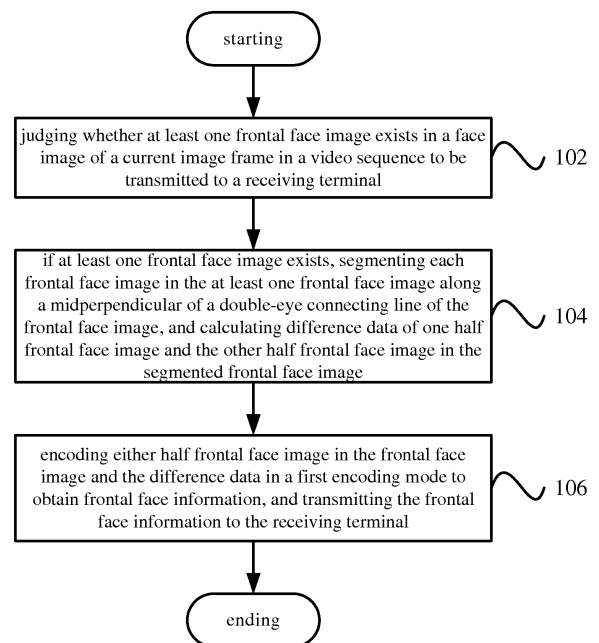 starting
judging whether at least one frontal face image exists in a face
image of a current image frame in a video sequence to be
transmitted to a receiving terminal
102
if at least one frontal face image exists, segmenting each
frontal face image in the at least one frontal face image along
a midperpendicular of a double-eye connecting line of the
frontal face image, and calculating difference data of one half
frontal face image and the other half frontal face image in the
segmented frontal face image
104
encoding either half frontal face image in the frontal face
image and the difference data in a first encoding mode to
obtain frontal face information, and transmitting the frontal
face information to the receiving terminal
106
ending